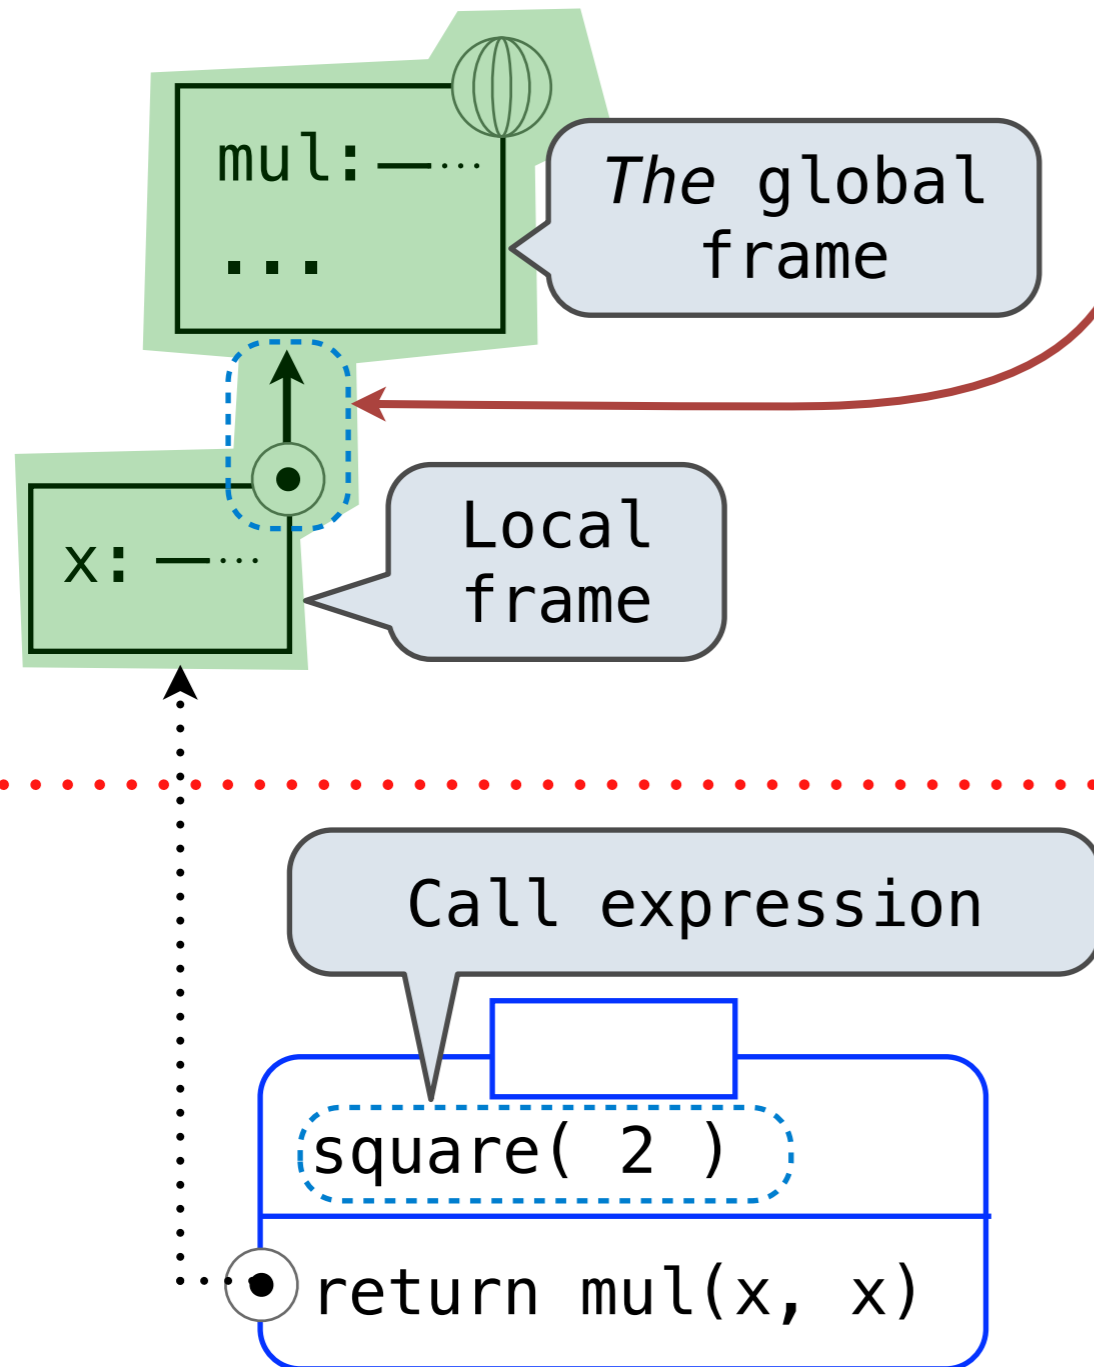 mul: ―···
...
The global
frame
x: ―···
Local
frame
Call expression
square( 2 )
return mul(x, x)